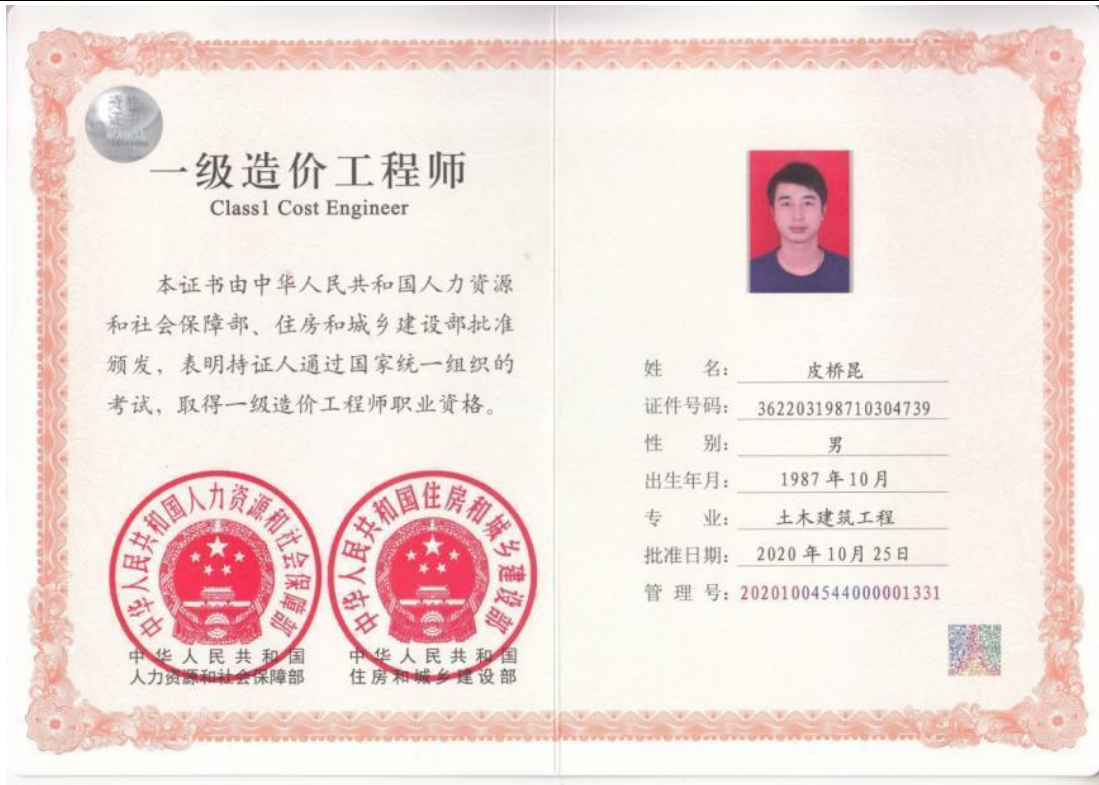 一级造价工程师
Class1 Cost Engineer
本证书由中华人民共和国人力资源
和社会保障部、住房和城乡建设部批准
颁发，表明持证人通过国家统一组织的
考试，取得一级造价工程师职业资格。
中华人民共和国人力资源和社会保障部
中华人民共和国住房和城乡建设部
中华人民共和国
人力资源和社会保障部
中华人民共和国
住房和城乡建设部
姓名：皮桥昆
证件号码：362203198710304739
性别：男
出生年月：1987年10月
专业：土木建筑工程
批准日期：2020年10月25日
管理号：20201004544000001331